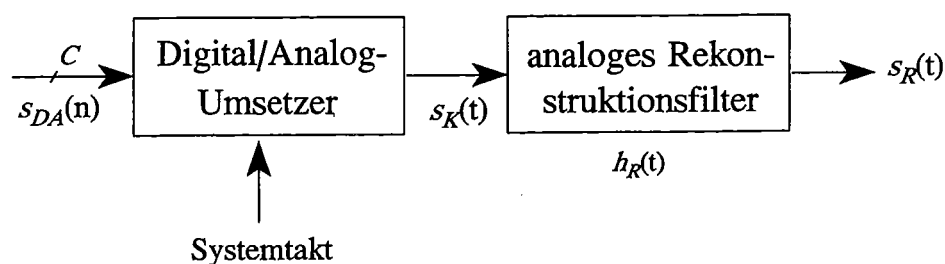 C
s_DA(n)
Digital/Analog-
Umsetzer
s_K(t)
analoges Rekon-
struktionsfilter
h_R(t)
s_R(t)
Systemtakt